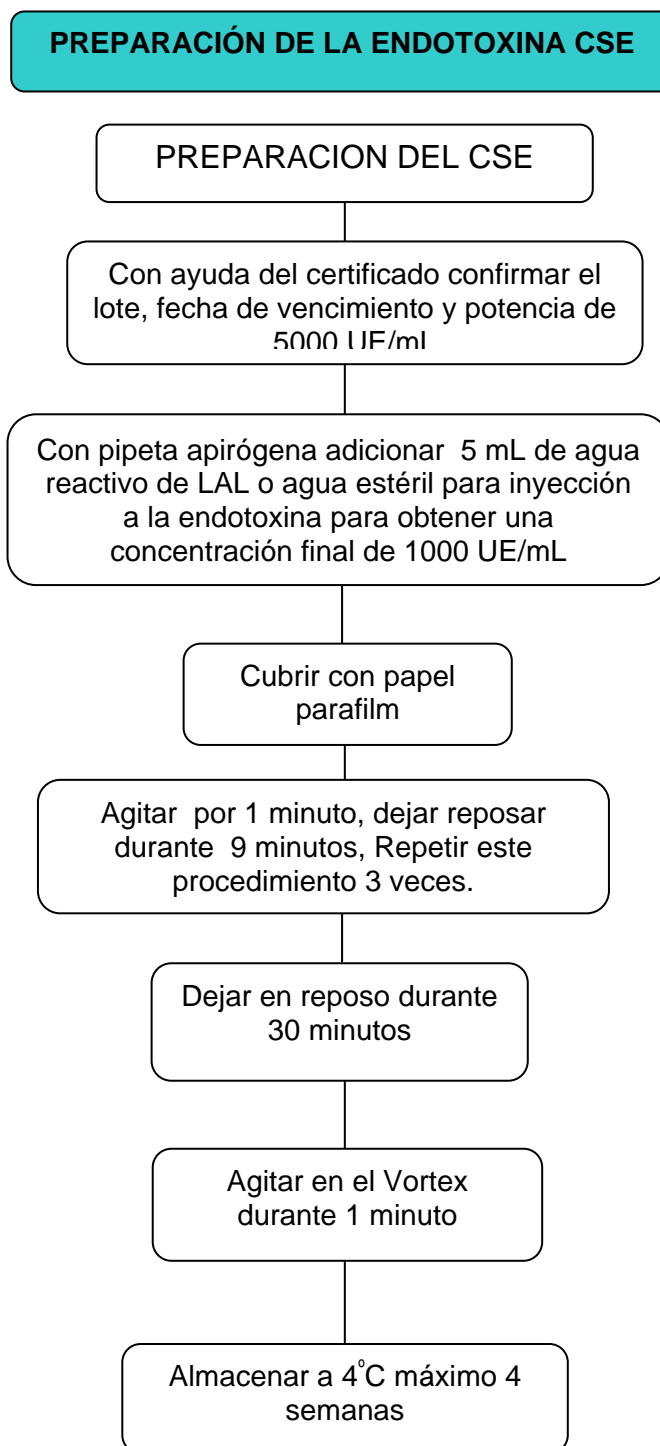 PREPARACIÓN DE LA ENDOTOXINA CSE
PREPARACION DEL CSE
Con ayuda del certificado confirmar el
lote, fecha de vencimiento y potencia de
5000 UE/mL
Con pipeta apirógena adicionar 5 mL de agua
reactivo de LAL o agua estéril para inyección
a la endotoxina para obtener una
concentración final de 1000 UE/mL
Cubrir con papel
parafilm
Agitar por 1 minuto, dejar reposar
durante 9 minutos, Repetir este
procedimiento 3 veces.
Dejar en reposo durante
30 minutos
Agitar en el Vortex
durante 1 minuto
Almacenar a 4°C máximo 4
semanas